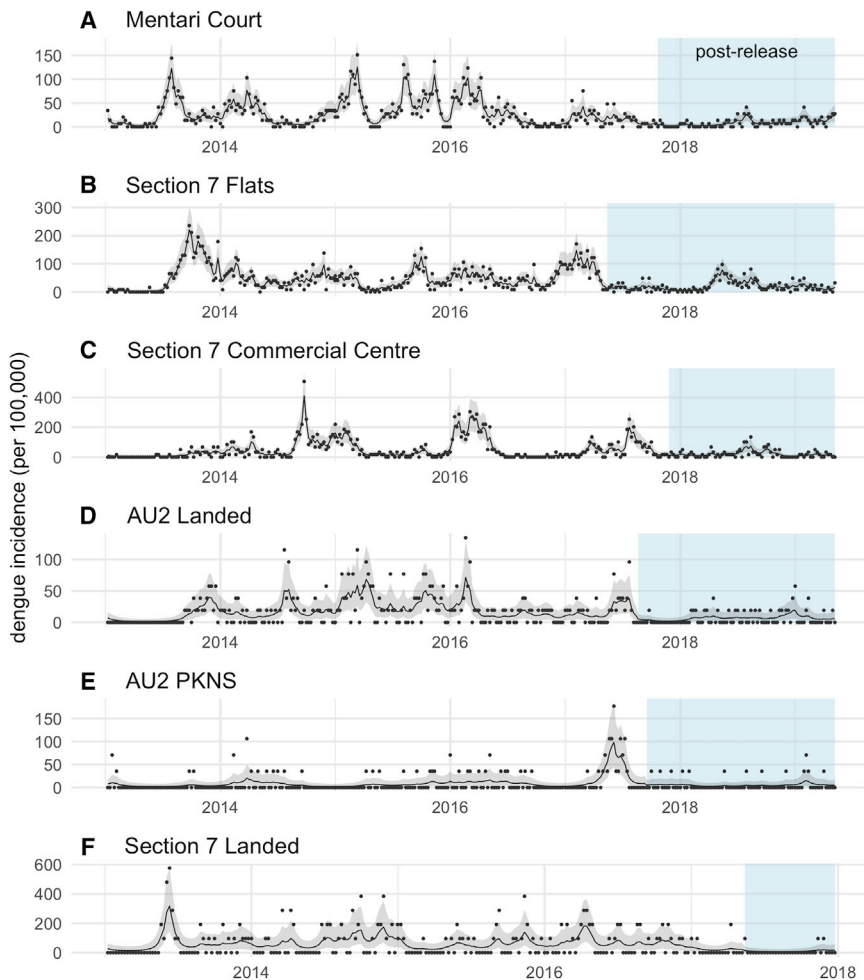 A Mentari Court
post-release
150
100
50
0
2014 2016 2018
B Section 7 Flats
300
200
100
0
2014 2016 2018
C Section 7 Commercial Centre
400
200
0
2014 2016 2018
dengue incidence (per 100,000)
D AU2 Landed
100
50
0
2014 2016 2018
E AU2 PKNS
150
100
50
0
2014 2016 2018
F Section 7 Landed
600
400
200
0
2014 2016 2018